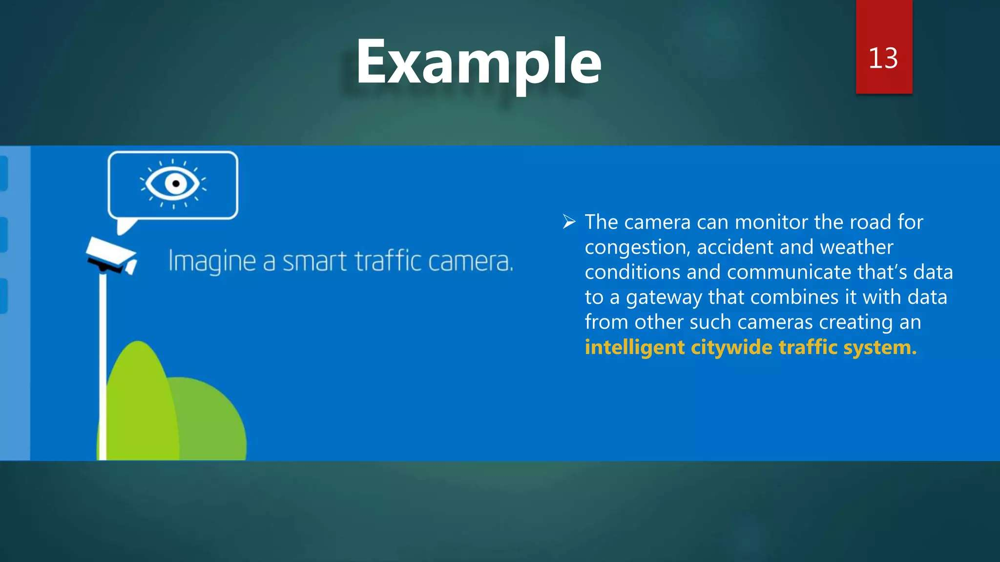 Example
13
Imagine a smart traffic camera.
➢ The camera can monitor the road for
congestion, accident and weather
conditions and communicate that’s data
to a gateway that combines it with data
from other such cameras creating an
intelligent citywide traffic system.